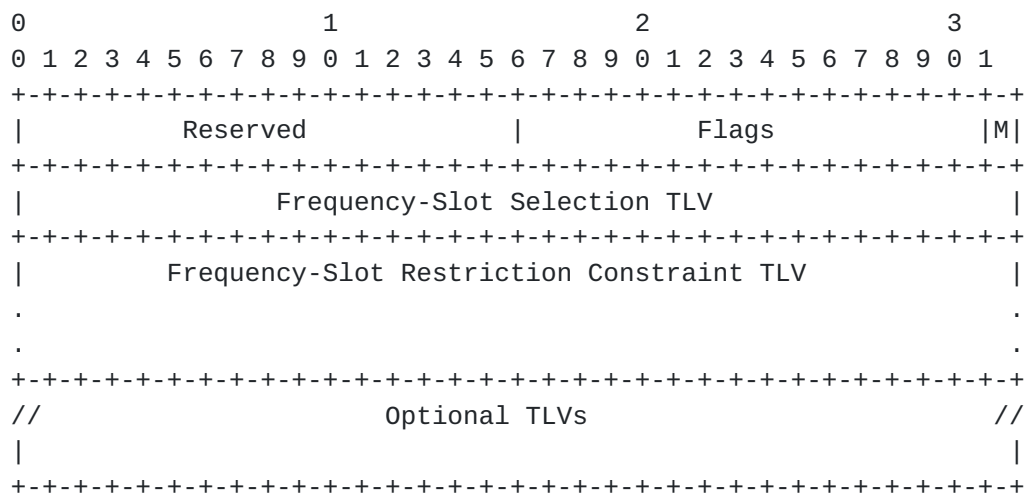 0                   1                   2                   3
0 1 2 3 4 5 6 7 8 9 0 1 2 3 4 5 6 7 8 9 0 1 2 3 4 5 6 7 8 9 0 1
+-+-+-+-+-+-+-+-+-+-+-+-+-+-+-+-+-+-+-+-+-+-+-+-+-+-+-+-+-+-+-+-+
|          Reserved             |           Flags             |M|
+-+-+-+-+-+-+-+-+-+-+-+-+-+-+-+-+-+-+-+-+-+-+-+-+-+-+-+-+-+-+-+-+
|                Frequency-Slot Selection TLV                   |
+-+-+-+-+-+-+-+-+-+-+-+-+-+-+-+-+-+-+-+-+-+-+-+-+-+-+-+-+-+-+-+-+
|         Frequency-Slot Restriction Constraint TLV             |
.                                                               .
.                                                               .
+-+-+-+-+-+-+-+-+-+-+-+-+-+-+-+-+-+-+-+-+-+-+-+-+-+-+-+-+-+-+-+-+
//                      Optional TLVs                          //
|                                                               |
+-+-+-+-+-+-+-+-+-+-+-+-+-+-+-+-+-+-+-+-+-+-+-+-+-+-+-+-+-+-+-+-+